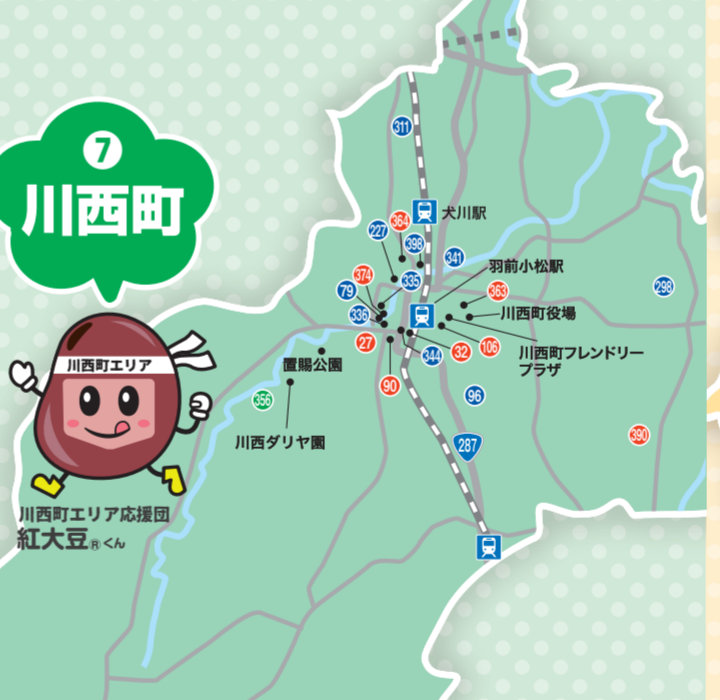 7
川西町
川西町エリア
川西町エリア応援団
紅大豆®くん
311
犬川駅
364
227
398
341
羽前小松駅
374
335
363
298
79
川西町役場
336
27
344
32
106
川西町フレンドリー
プラザ
置賜公園
90
356
96
川西ダリヤ園
390
287